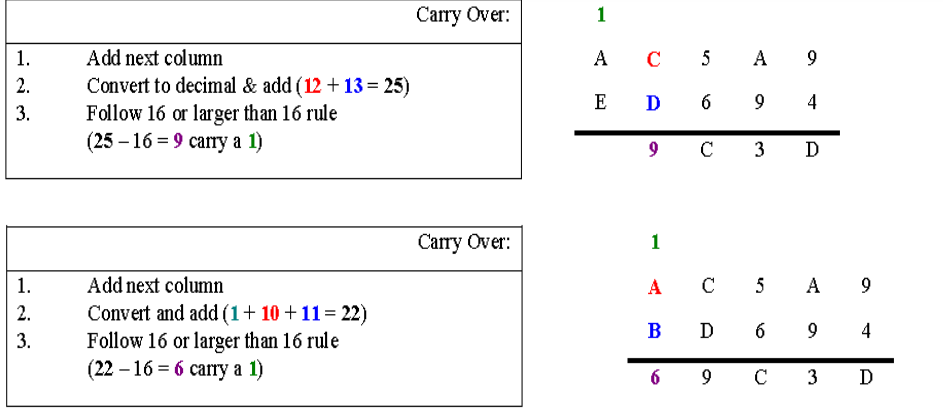 Carry Over:
1. Add next column
2. Convert to decimal & add (12 + 13 = 25)
3. Follow 16 or larger than 16 rule
(25 – 16 = 9 carry a 1)
1
A C 5 A 9
E D 6 9 4
9 C 3 D
Carry Over:
1. Add next column
2. Convert and add (1 + 10 + 11 = 22)
3. Follow 16 or larger than 16 rule
(22 – 16 = 6 carry a 1)
1
A C 5 A 9
B D 6 9 4
6 9 C 3 D